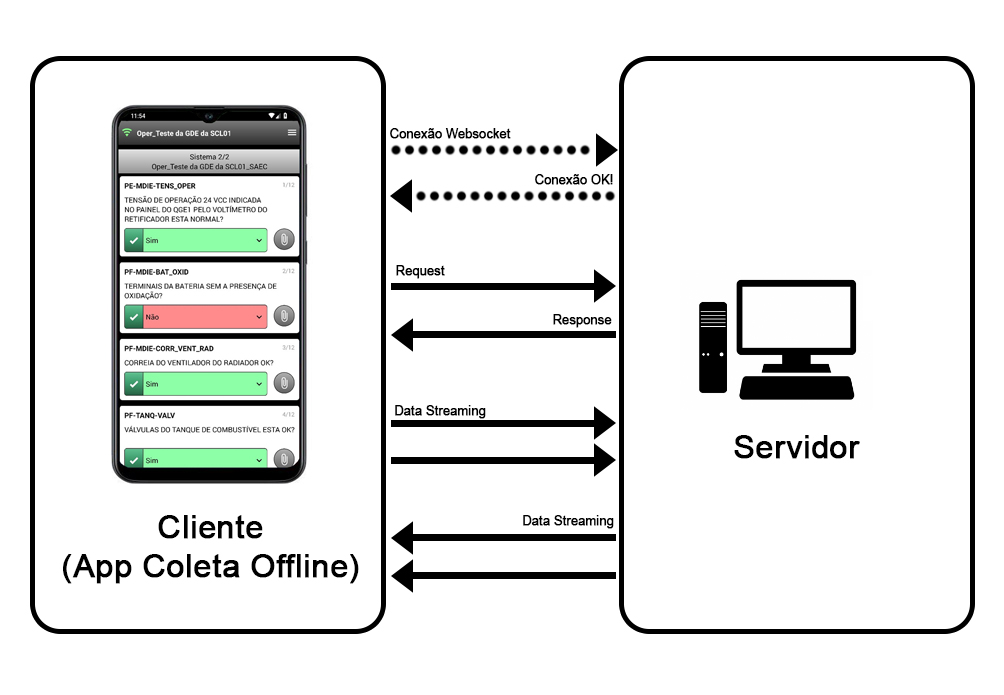 11:54
Oper_Teste da GDE da SCL01
Sistema 2/2
Oper_Teste da GDE da SCL01_SAEC
PE-MDIE-TENS_OPER
1/12
TENSÃO DE OPERAÇÃO 24 VCC INDICADA
NO PAINEL DO QGE1 PELO VOLTÍMETRO DO
RETIFICADOR ESTA NORMAL?
Sim
PF-MDIE-BAT_OXID
2/12
TERMINAIS DA BATERIA SEM A PRESENÇA DE
OXIDAÇÃO?
Não
PF-MDIE-CORR_VENT_RAD
3/12
CORREIA DO VENTILADOR DO RADIADOR OK?
Sim
PF-TANQ-VALV
4/12
VÁLVULAS DO TANQUE DE COMBUSTÍVEL ESTA OK?
Sim
Cliente
(App Coleta Offline)
Conexão Websocket
Conexão OK!
Request
Response
Data Streaming
Data Streaming
Servidor